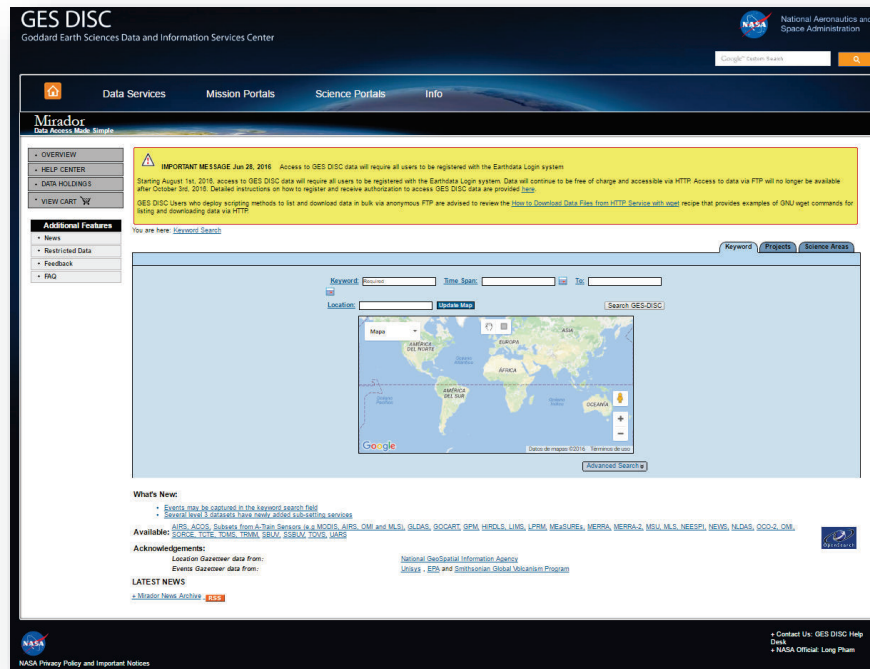 GES DISC
Goddard Earth Sciences Data and Information Services Center
NASA
National Aeronautics and
Space Administration
Google Custom Search
Data Services
Mission Portals
Science Portals
Info
Mirador
Data Access Made Simple
• OVERVIEW
• HELP CENTER
• DATA HOLDINGS
• VIEW CART
Additional Features
• News
• Restricted Data
• Feedback
• FAQ
IMPORTANT MESSAGE Jun 28, 2016 Access to GES DISC data will require all users to be registered with the Earthdata Login system
Starting August 1st, 2016, access to GES DISC data will require all users to be registered with the Earthdata Login system. Data will continue to be free of charge and accessible via HTTP. Access to data via FTP will no longer be available
after October 3rd, 2016. Detailed instructions on how to register and receive authorization to access GES DISC data are provided here.
GES DISC Users who deploy scripting methods to list and download data in bulk via anonymous FTP are advised to review the How to Download Data Files from HTTP Service with wget recipe that provides examples of GNU wget commands for
listing and downloading data via HTTP.
You are here: Keyword Search
Keyword Projects Science Areas
Keyword: Required Time Span: To:
Location: Update Map Search GES-DISC
Maps
AMÉRICA
DEL NORTE
EUROPA
ASIA
ÁFRICA
AMÉRICA
DEL SUR
OCEANÍA
Google
Datos de mapas ©2016 Términos de uso
Advanced Search
What's New:
• Events may be captured in the keyword search field
• Several level 3 datasets have newly added sub-setting services
Available: AIRS, ACOS, Subsets from A-Train Sensors (e.g MODIS, AIRS, OMI and MLS), GLDAS, GOCART, GPM, HIRDLS, LIMS, LPRM, MEaSUREs, MERRA, MERRA-2, MSU, MLS, NEESPI, NEWS, NLDAS, OCO-2, OMI,
SORCE, TCTE, TOMS, TRMM, SBUV, SSBUV, TOVS, UARS
OpenSearch
Acknowledgements:
Location Gazetteer data from: National GeoSpatial Information Agency
Events Gazetteer data from: Unisys , EPA and Smithsonian Global Volcanism Program
LATEST NEWS
+ Mirador News Archive , RSS
NASA
NASA Privacy Policy and Important Notices
+ Contact Us: GES DISC Help
Desk
+ NASA Official: Long Pham